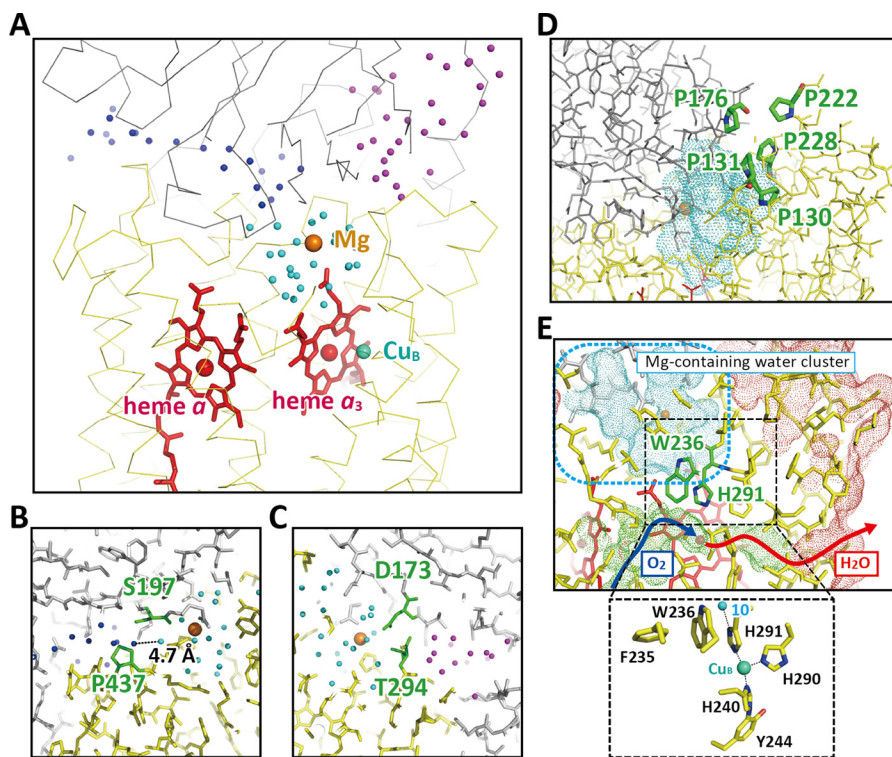 A
Mg
CuB
heme a
heme a3
B
S197
4.7 Å
P437
C
D173
T294
D
P176
P222
P228
P131
P130
E
Mg-containing water cluster
W236
H291
O2
H2O
W236
10
H291
F235
CuB
H290
H240
Y244